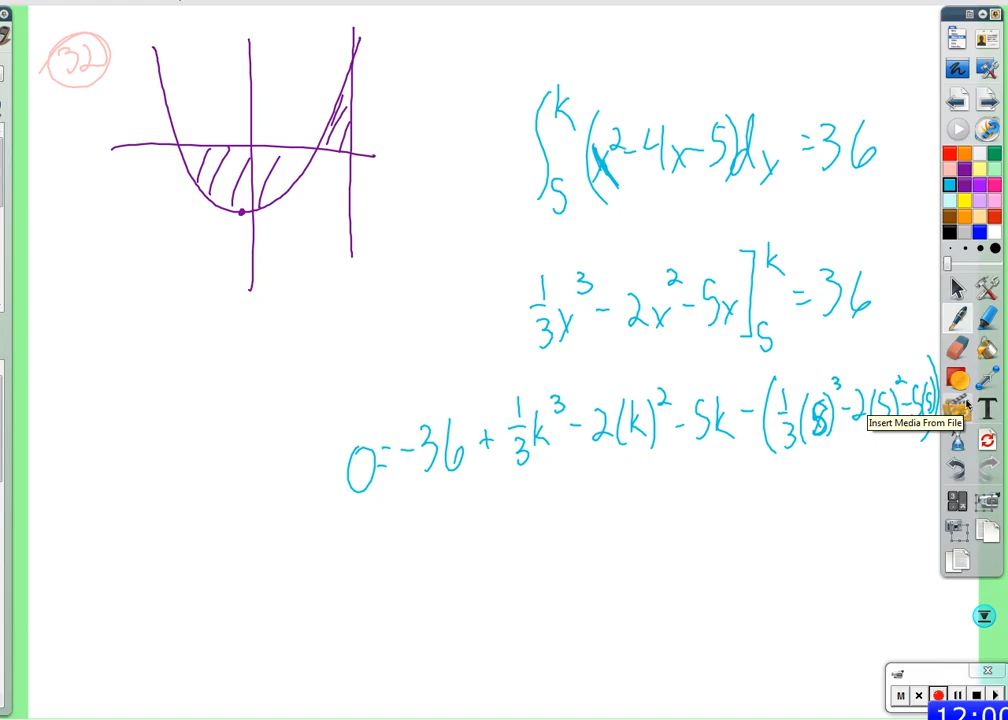 32
∫₅ᵏ (x² - 4x - 5)dx = 36
1/3 x³ - 2x² - 5x ]₅ᵏ = 36
0 = -36 + 1/3 k³ - 2(k)² - 5k - (1/3 (5)³ - 2(5)² - 5(5))
Insert Media From File
T
M
12:00